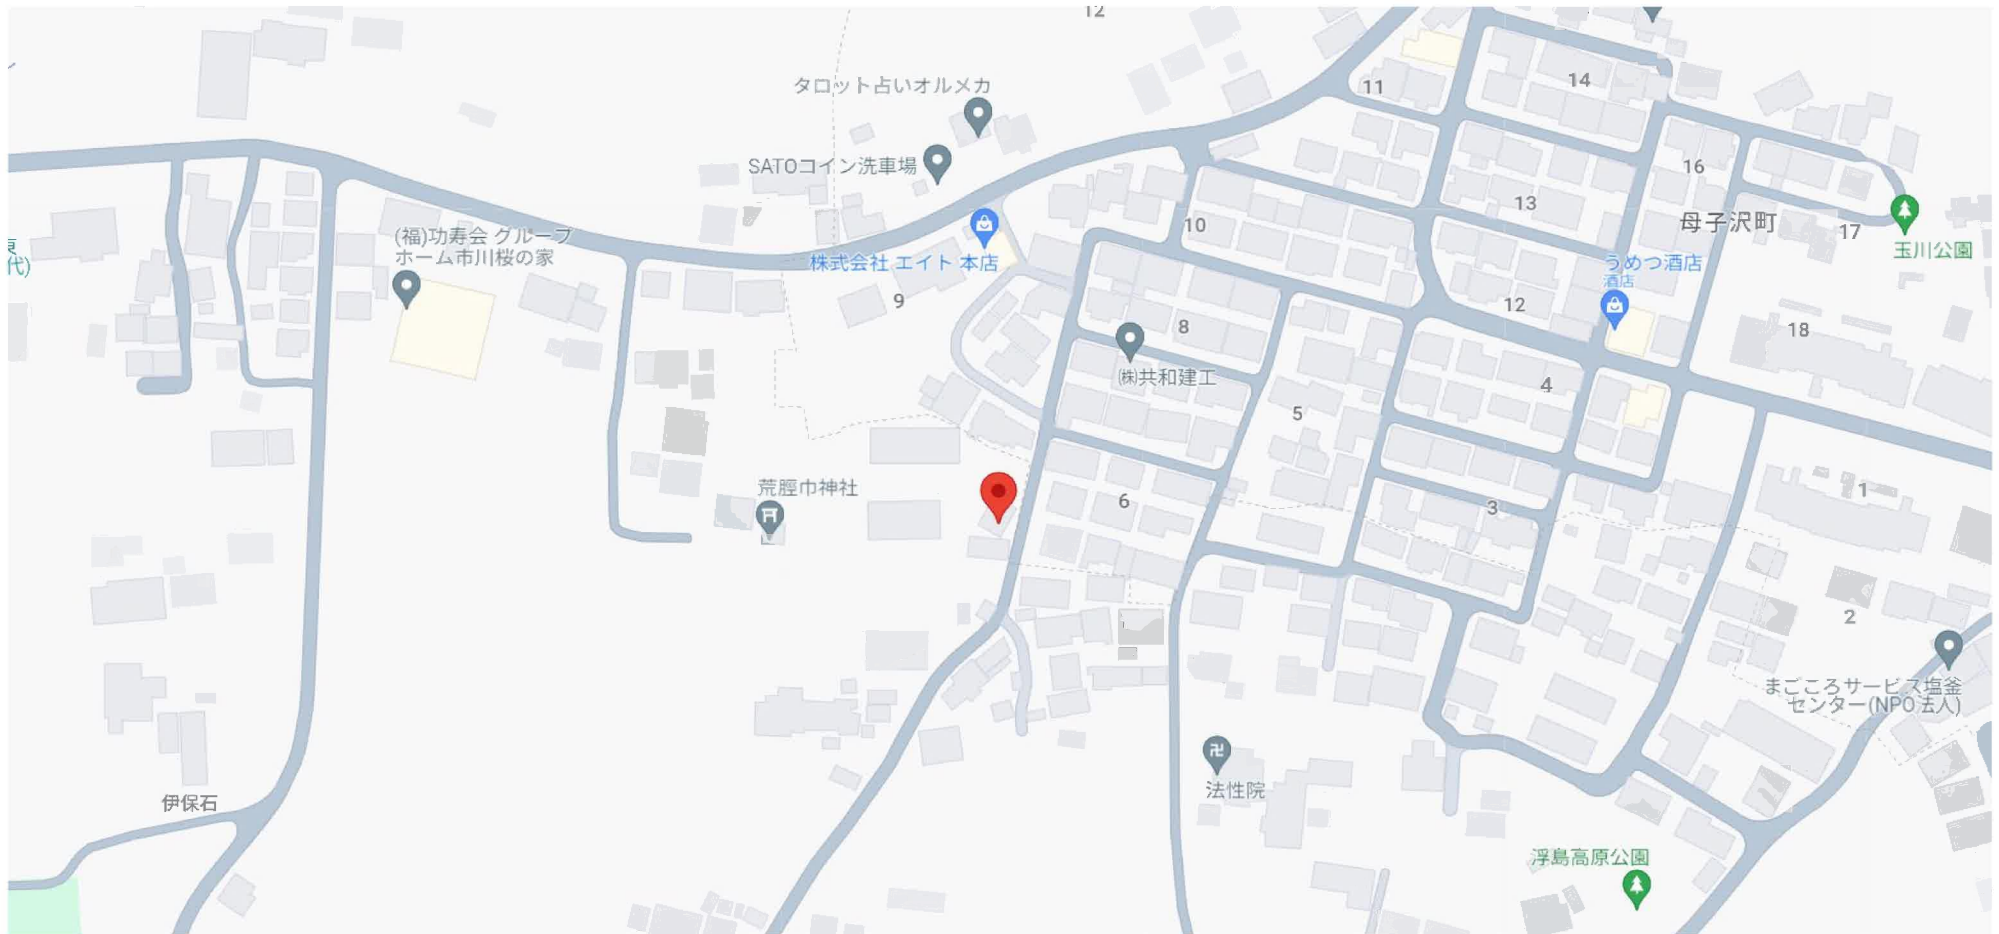 12
タロット占いオルメカ
14
11
SATOコイン洗車場
16
13
母子沢町
10
17
(福)功寿会 グループ
ホーム市川桜の家
玉川公園
株式会社 エイト 本店
うめつ酒店
酒店
代)
9
12
8
18
㈱共和建工
4
5
荒脛巾神社
6
3
1
2
まごころサービス塩釜
センター(NPO法人)
法性院
伊保石
浮島高原公園